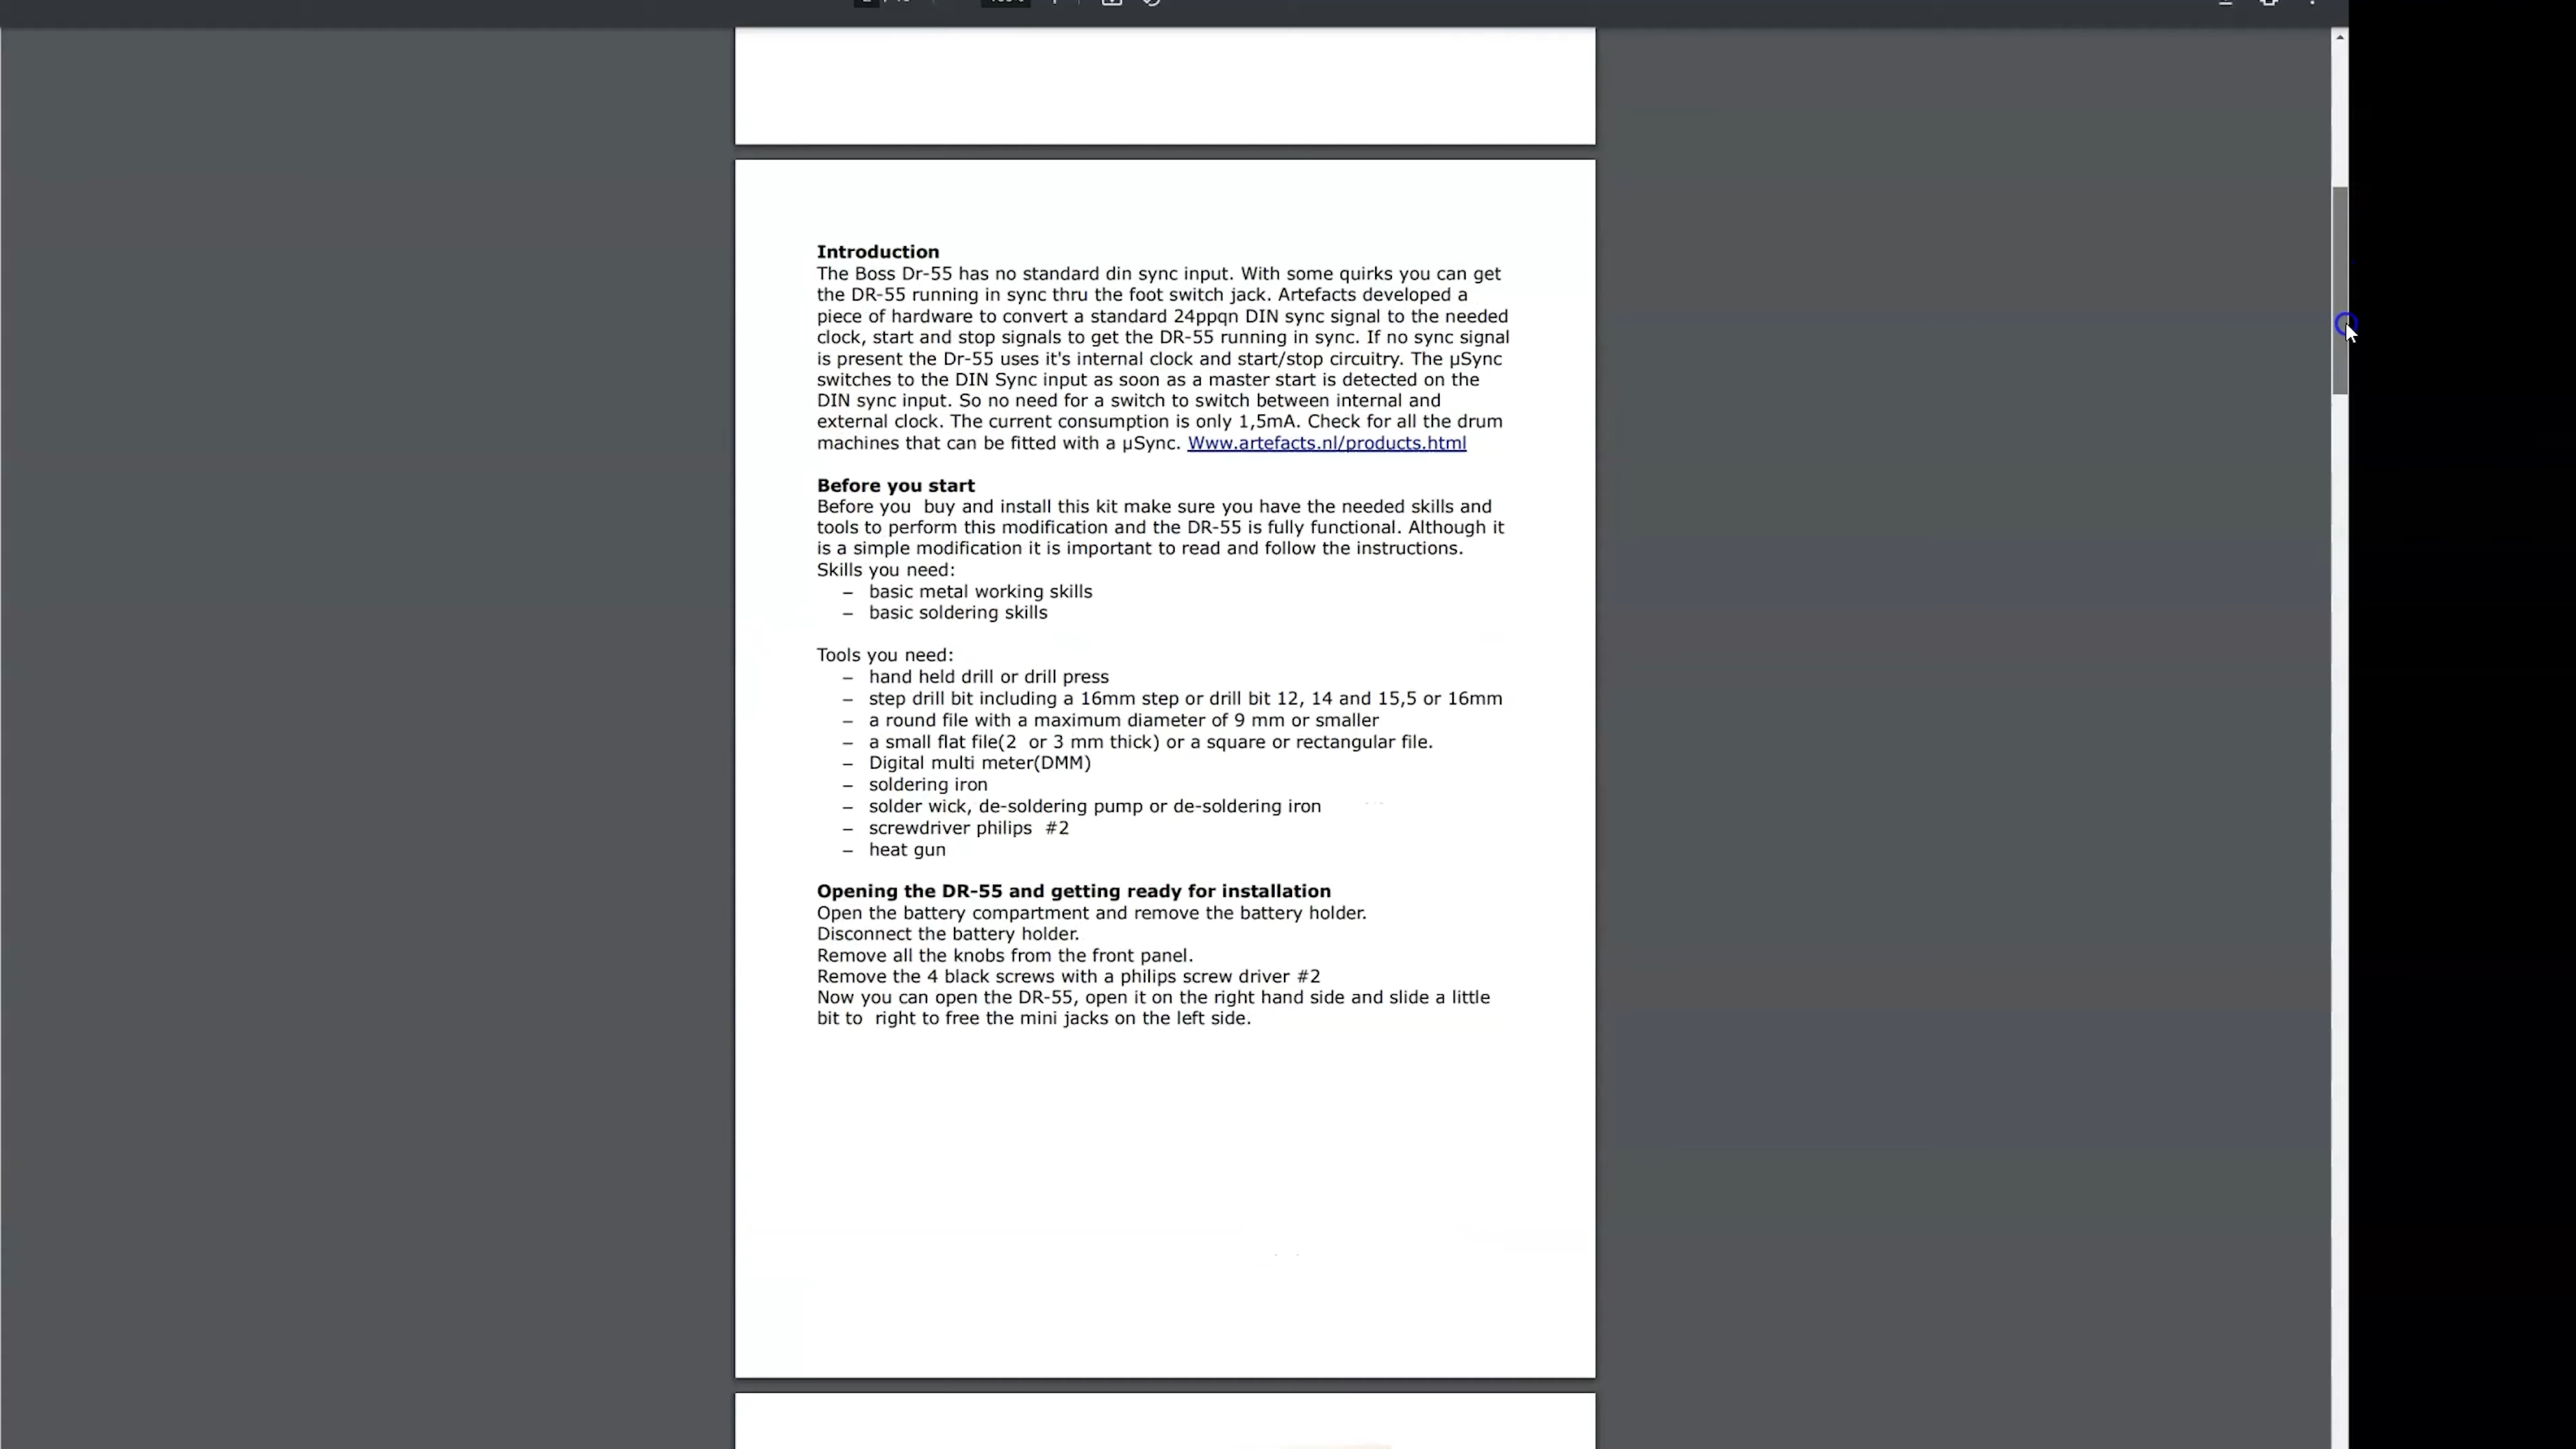 Introduction
The Boss Dr-55 has no standard din sync input. With some quirks you can get
the DR-55 running in sync thru the foot switch jack. Artefacts developed a
piece of hardware to convert a standard 24ppqn DIN sync signal to the needed
clock, start and stop signals to get the DR-55 running in sync. If no sync signal
is present the Dr-55 uses it's internal clock and start/stop circuitry. The µSync
switches to the DIN Sync input as soon as a master start is detected on the
DIN sync input. So no need for a switch to switch between internal and
external clock. The current consumption is only 1,5mA. Check for all the drum
machines that can be fitted with a µSync. Www.artefacts.nl/products.html
Before you start
Before you  buy and install this kit make sure you have the needed skills and
tools to perform this modification and the DR-55 is fully functional. Although it
is a simple modification it is important to read and follow the instructions.
Skills you need:
– basic metal working skills
– basic soldering skills
Tools you need:
– hand held drill or drill press
– step drill bit including a 16mm step or drill bit 12, 14 and 15,5 or 16mm
– a round file with a maximum diameter of 9 mm or smaller
– a small flat file(2  or 3 mm thick) or a square or rectangular file.
– Digital multi meter(DMM)
– soldering iron
– solder wick, de-soldering pump or de-soldering iron
– screwdriver philips  #2
– heat gun
Opening the DR-55 and getting ready for installation
Open the battery compartment and remove the battery holder.
Disconnect the battery holder.
Remove all the knobs from the front panel.
Remove the 4 black screws with a philips screw driver #2
Now you can open the DR-55, open it on the right hand side and slide a little
bit to  right to free the mini jacks on the left side.